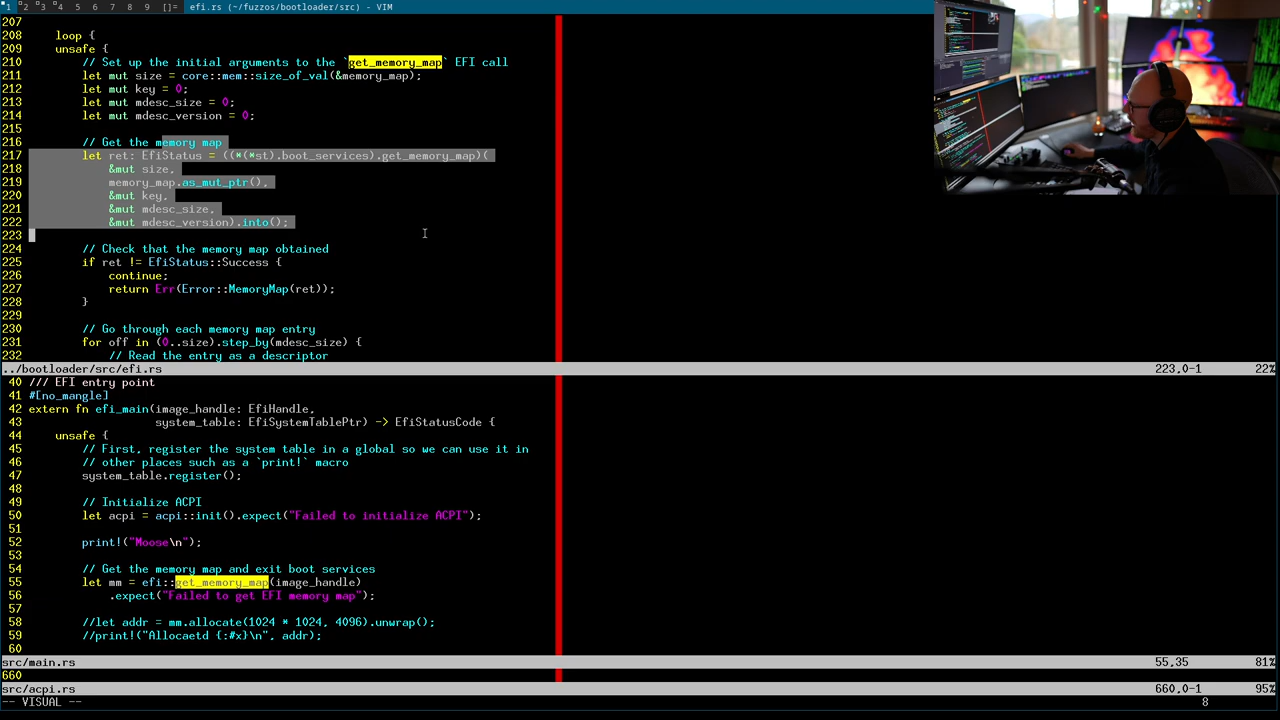 1 2 3 4 5 6 7 8 9 []= efi.rs (~/fuzzos/bootloader/src) - VIM
207
208     loop {
209     unsafe {
210         // Set up the initial arguments to the `get_memory_map` EFI call
211         let mut size = core::mem::size_of_val(&memory_map);
212         let mut key = 0;
213         let mut mdesc_size = 0;
214         let mut mdesc_version = 0;
215
216         // Get the memory map
217         let ret: EfiStatus = ((*(*st).boot_services).get_memory_map)(
218             &mut size,
219             memory_map.as_mut_ptr(),
220             &mut key,
221             &mut mdesc_size,
222             &mut mdesc_version).into();
223
224         // Check that the memory map obtained
225         if ret != EfiStatus::Success {
226             continue;
227             return Err(Error::MemoryMap(ret));
228         }
229
230         // Go through each memory map entry
231         for off in (0..size).step_by(mdesc_size) {
232             // Read the entry as a descriptor
../bootloader/src/efi.rs 223,0-1 22%
40 /// EFI entry point
41 #[no_mangle]
42 extern fn efi_main(image_handle: EfiHandle,
43                    system_table: EfiSystemTablePtr) -> EfiStatusCode {
44     unsafe {
45         // First, register the system table in a global so we can use it in
46         // other places such as a `print!` macro
47         system_table.register();
48
49         // Initialize ACPI
50         let acpi = acpi::init().expect("Failed to initialize ACPI");
51
52         print!("Moose\n");
53
54         // Get the memory map and exit boot services
55         let mm = efi::get_memory_map(image_handle)
56             .expect("Failed to get EFI memory map");
57
58         //let addr = mm.allocate(1024 * 1024, 4096).unwrap();
59         //print!("Allocaetd {:#x}\n", addr);
60
src/main.rs 55,35 81%
660
src/acpi.rs 660,0-1 95%
-- VISUAL -- 8